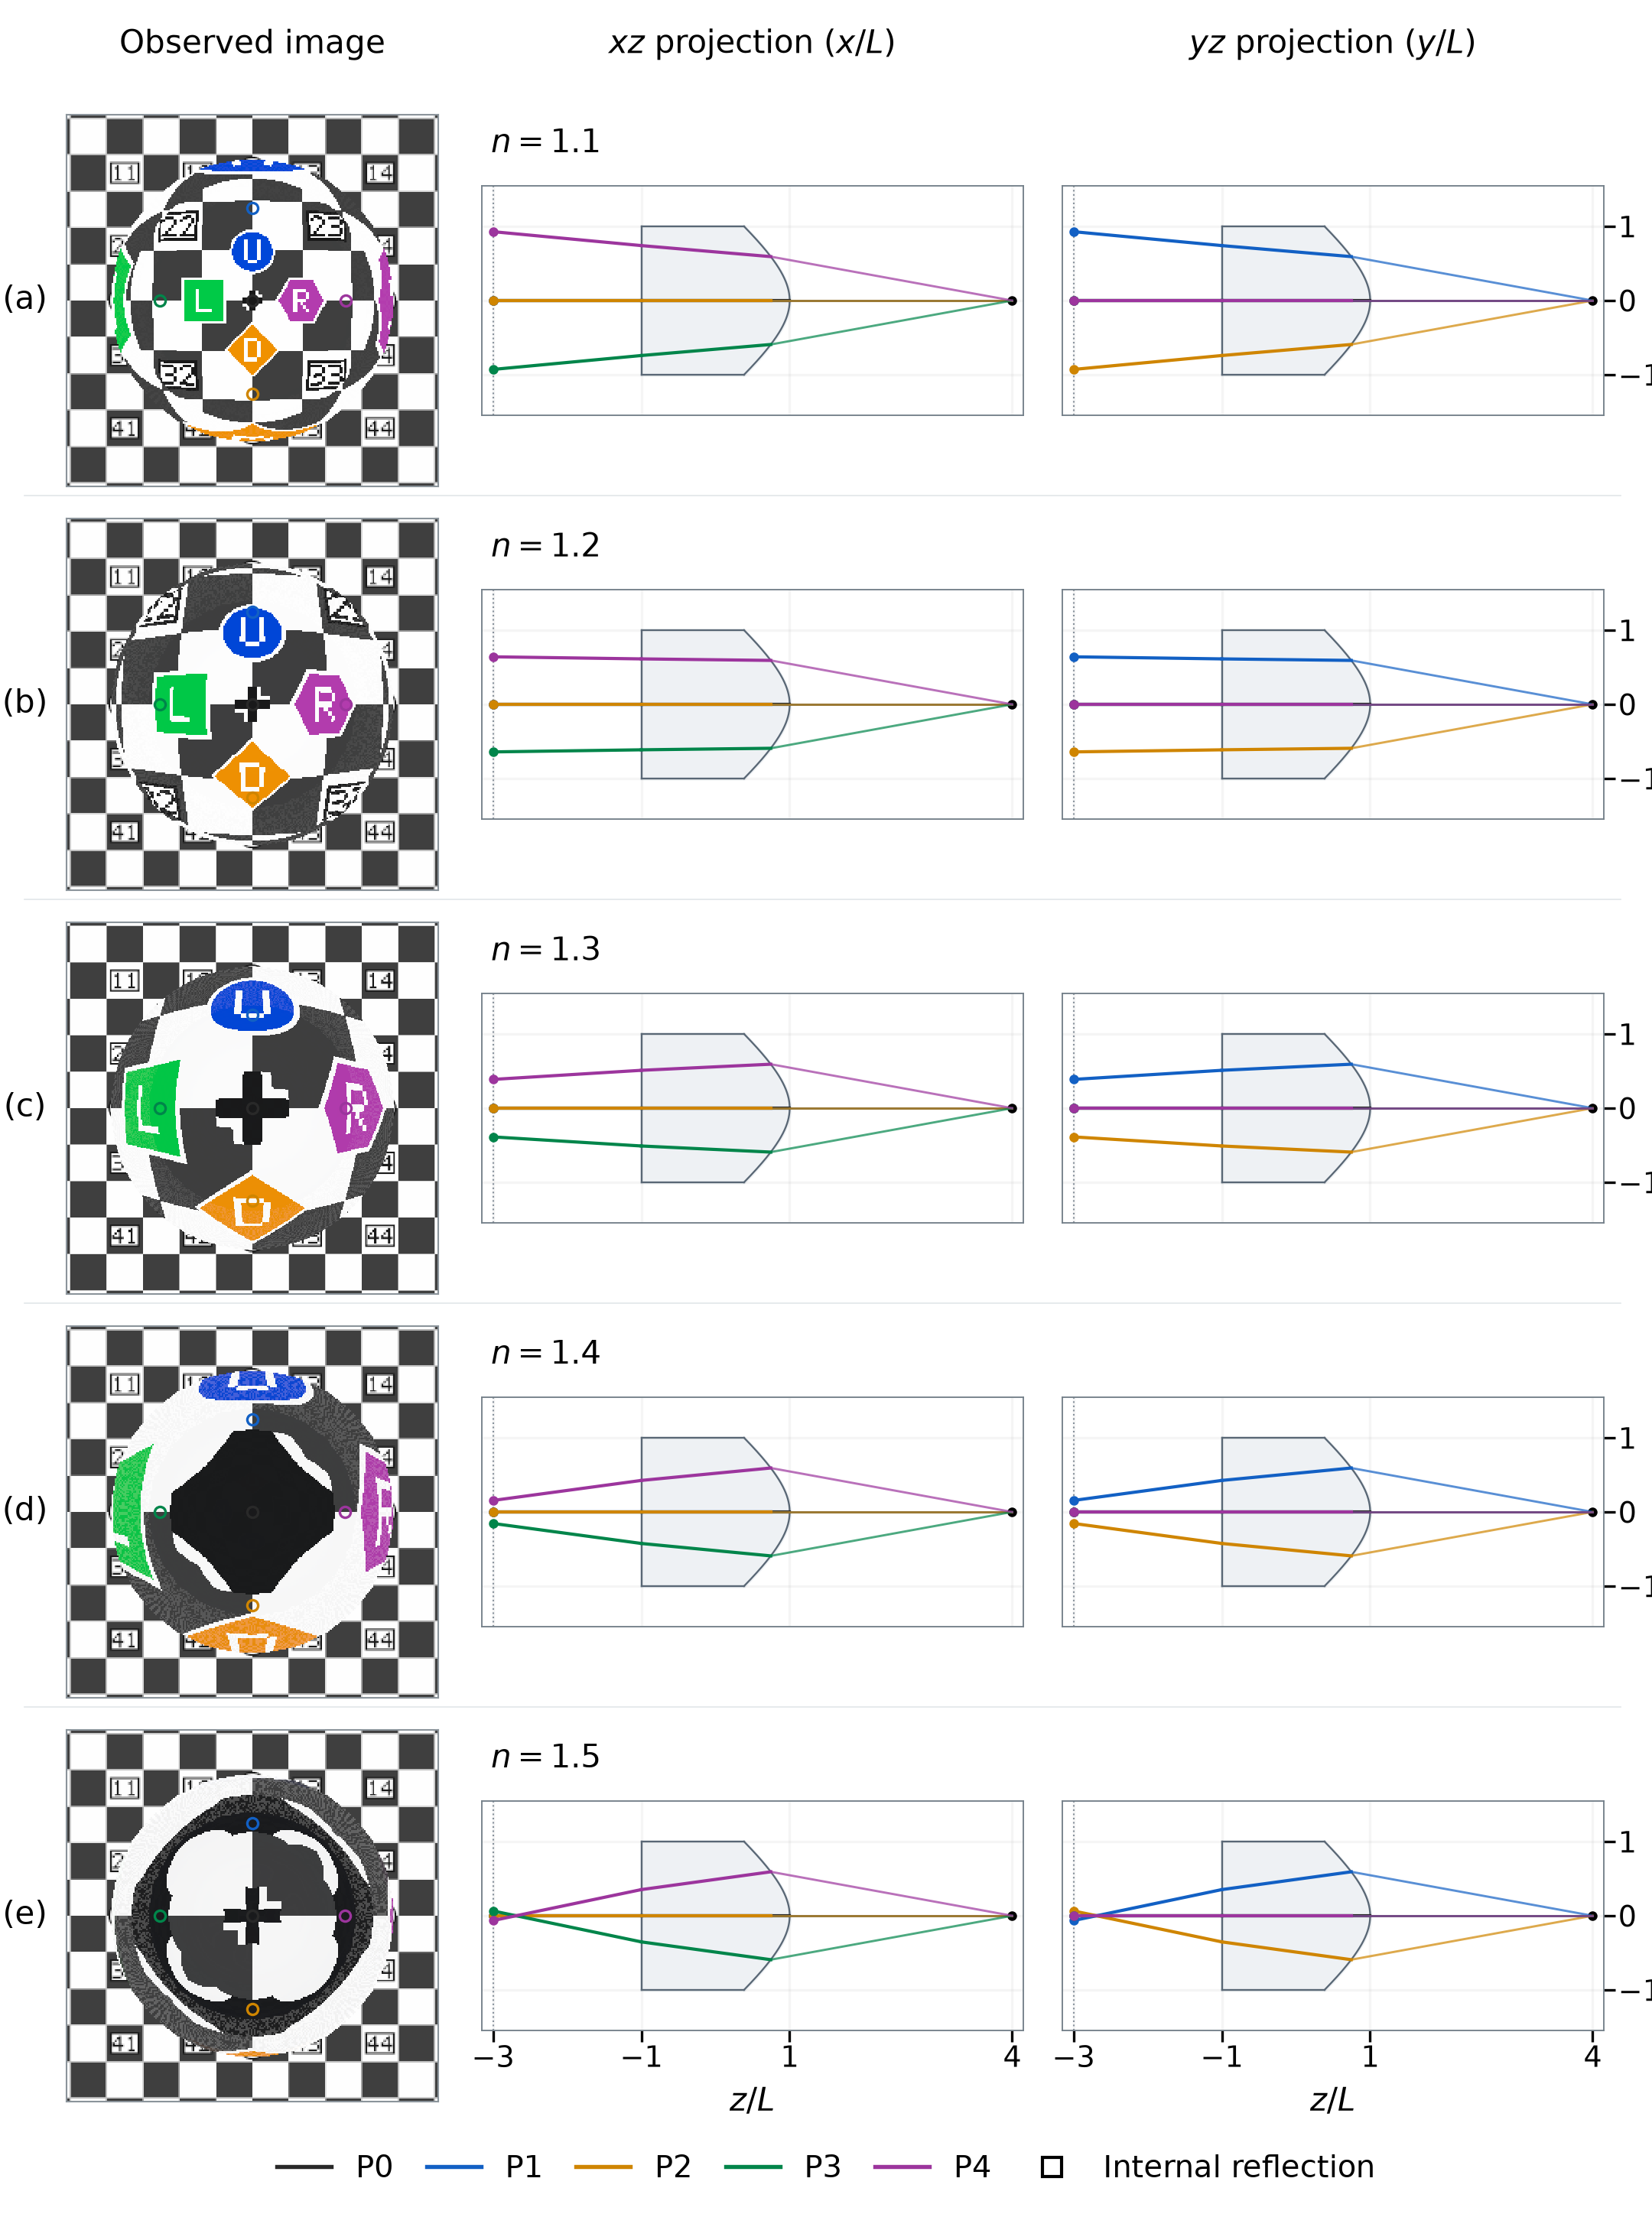 Observed image
xz projection (x/L)
yz projection (y/L)
(a)
n = 1.1
11
14
22
23
U
L
R
D
32
33
41
44
1
0
−1
(b)
n = 1.2
11
14
U
L
R
D
41
44
1
0
−1
(c)
n = 1.3
11
14
U
L
R
D
41
44
1
0
−1
(d)
n = 1.4
11
14
41
44
1
0
−1
(e)
n = 1.5
11
14
41
44
1
0
−1
−3 −1 1 4
−3 −1 1 4
z/L
z/L
P0 P1 P2 P3 P4 Internal reflection